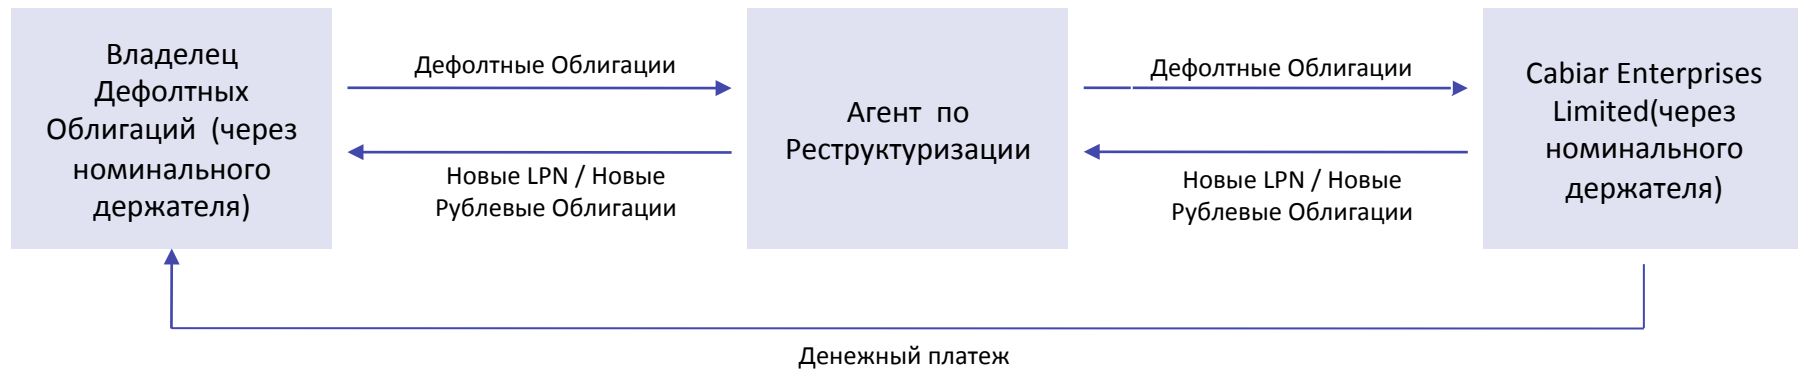 Владелец
Дефолтных
Облигаций (через
номинального
держателя)
Дефолтные Облигации
Новые LPN / Новые
Рублевые Облигации
Агент по
Реструктуризации
Дефолтные Облигации
Новые LPN / Новые
Рублевые Облигации
Cabiar Enterprises
Limited(через
номинального
держателя)
Денежный платеж